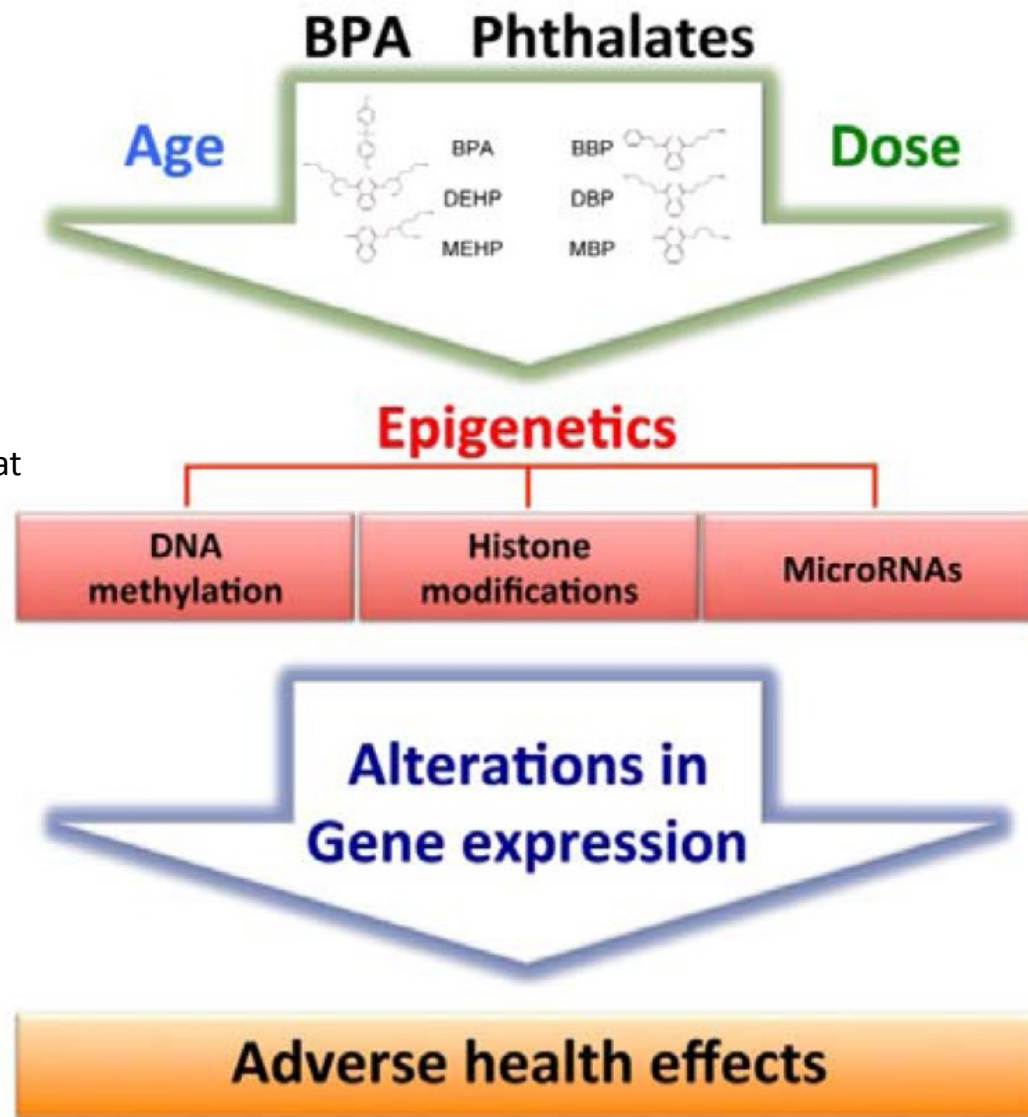 BPA Phthalates
Age
Dose
BPA BBP
DEHP DBP
MEHP MBP
Epigenetics
at
DNA
methylation
Histone
modifications
MicroRNAs
Alterations in
Gene expression
Adverse health effects